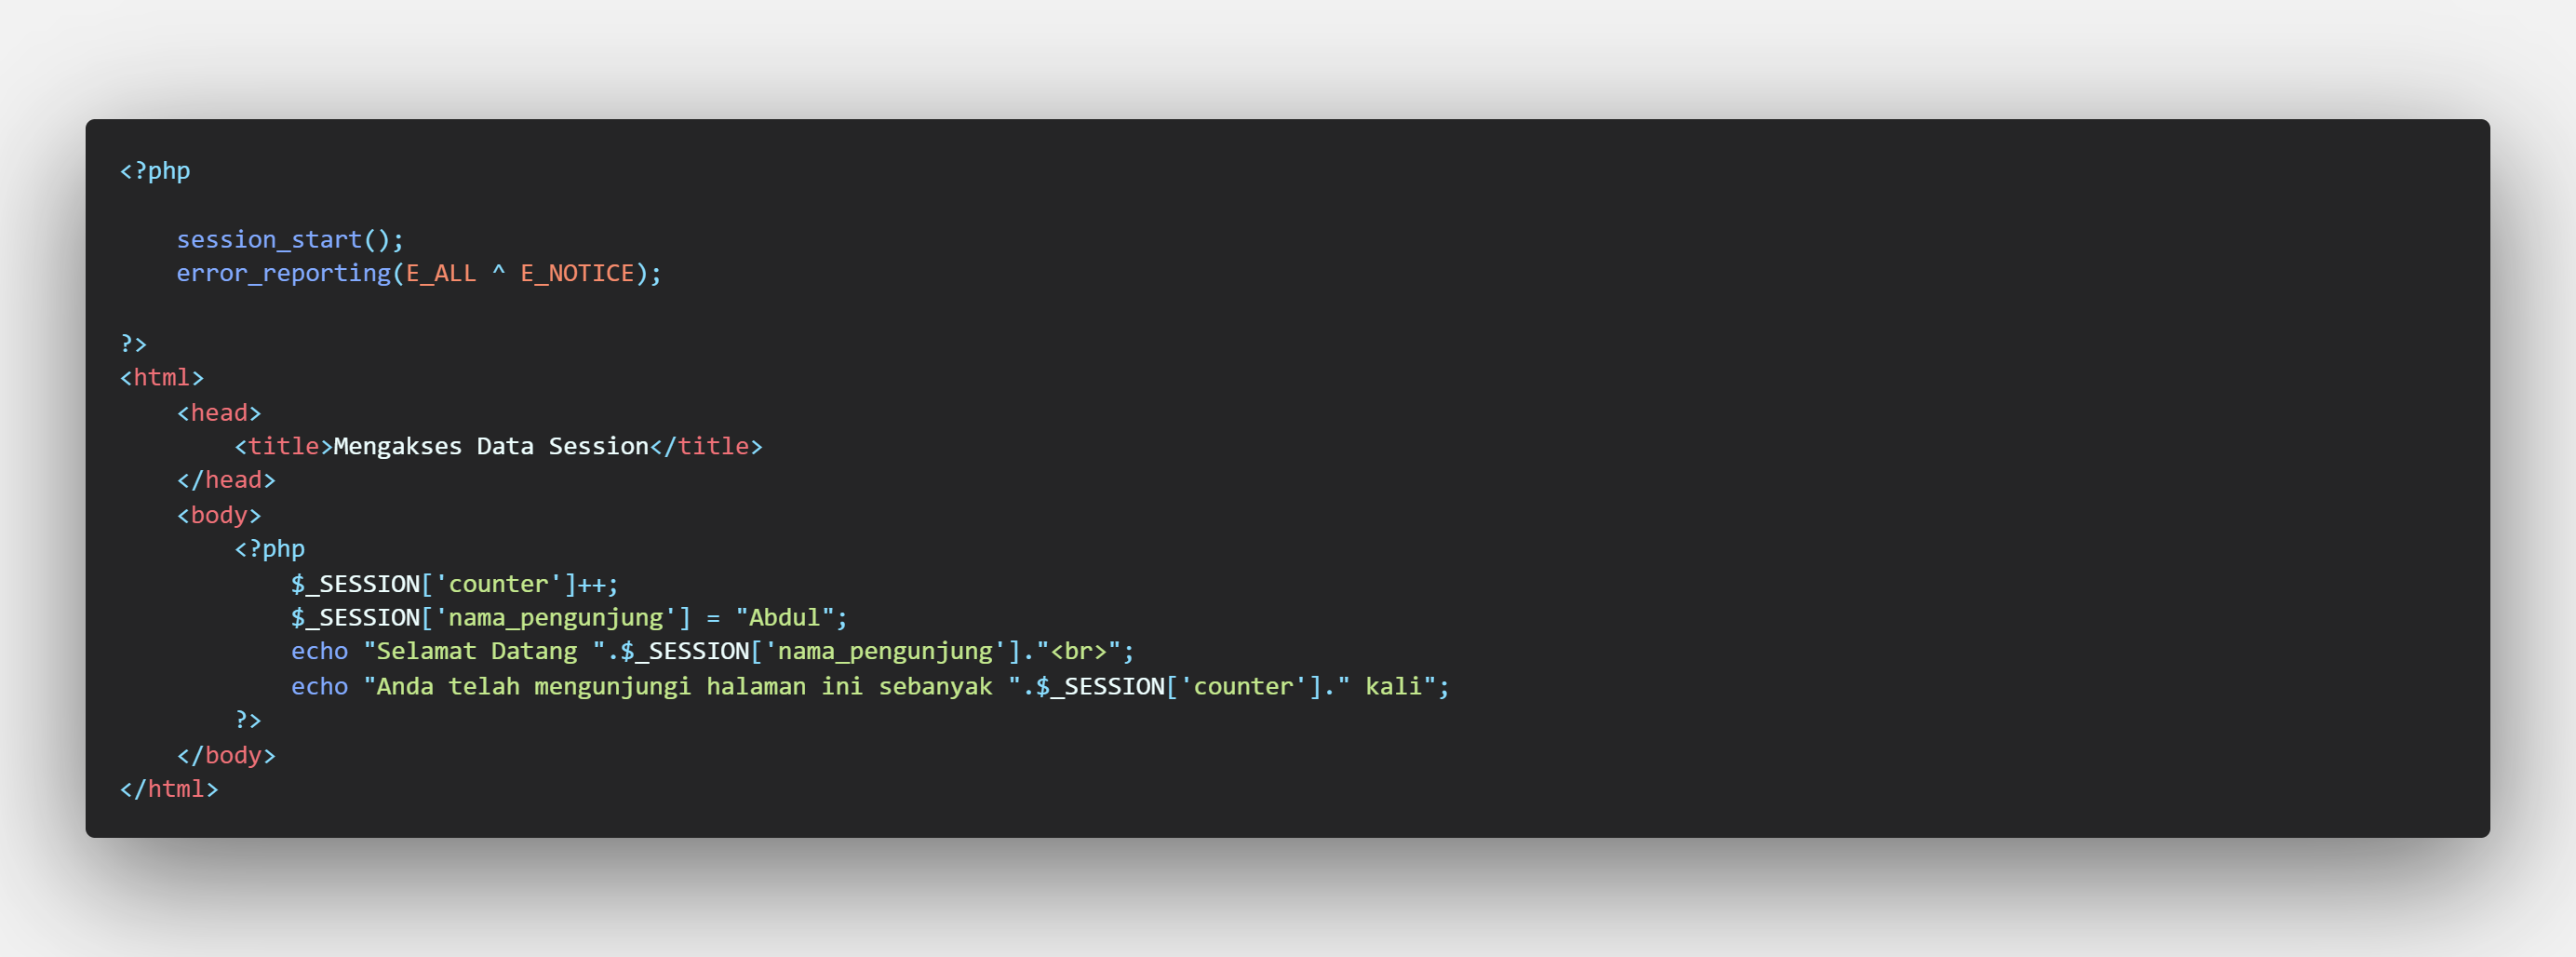 <?php
session_start();
error_reporting(E_ALL ^ E_NOTICE);
?>
<html>
<head>
<title>Mengakses Data Session</title>
</head>
<body>
<?php
$_SESSION['counter']++;
$_SESSION['nama_pengunjung'] = "Abdul";
echo "Selamat Datang ".$_SESSION['nama_pengunjung']."<br>";
echo "Anda telah mengunjungi halaman ini sebanyak ".$_SESSION['counter']." kali";
?>
</body>
</html>